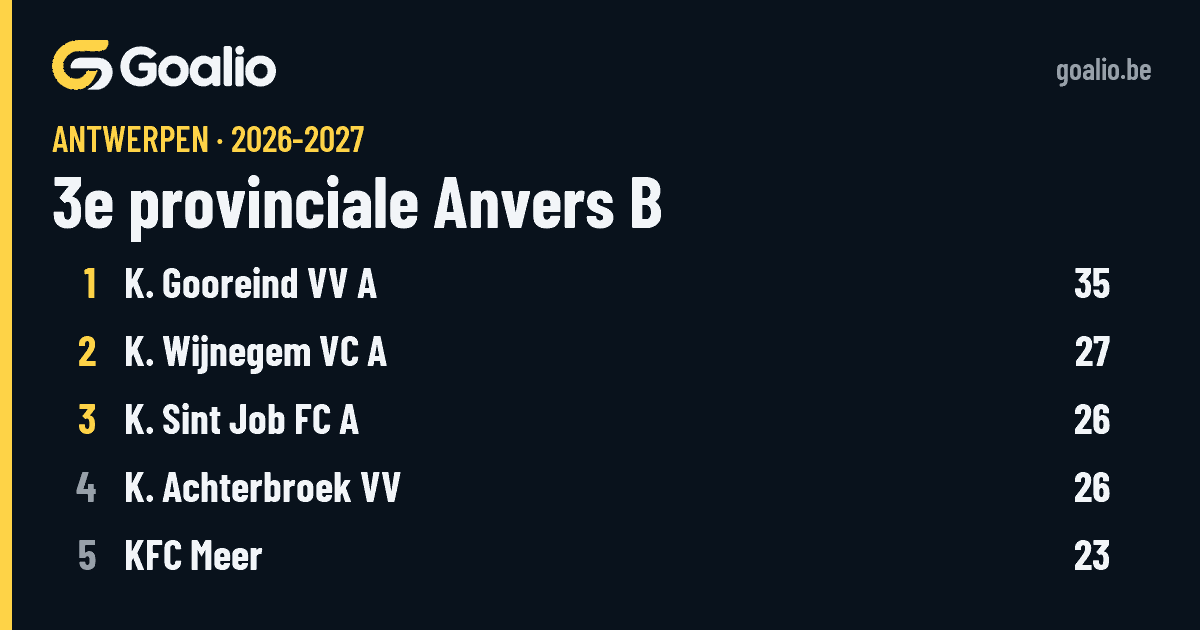 Goalio
goalio.be
ANTWERPEN · 2026-2027
3e provinciale Anvers B
1 K. Gooreind VV A 35
2 K. Wijnegem VC A 27
3 K. Sint Job FC A 26
4 K. Achterbroek VV 26
5 KFC Meer 23